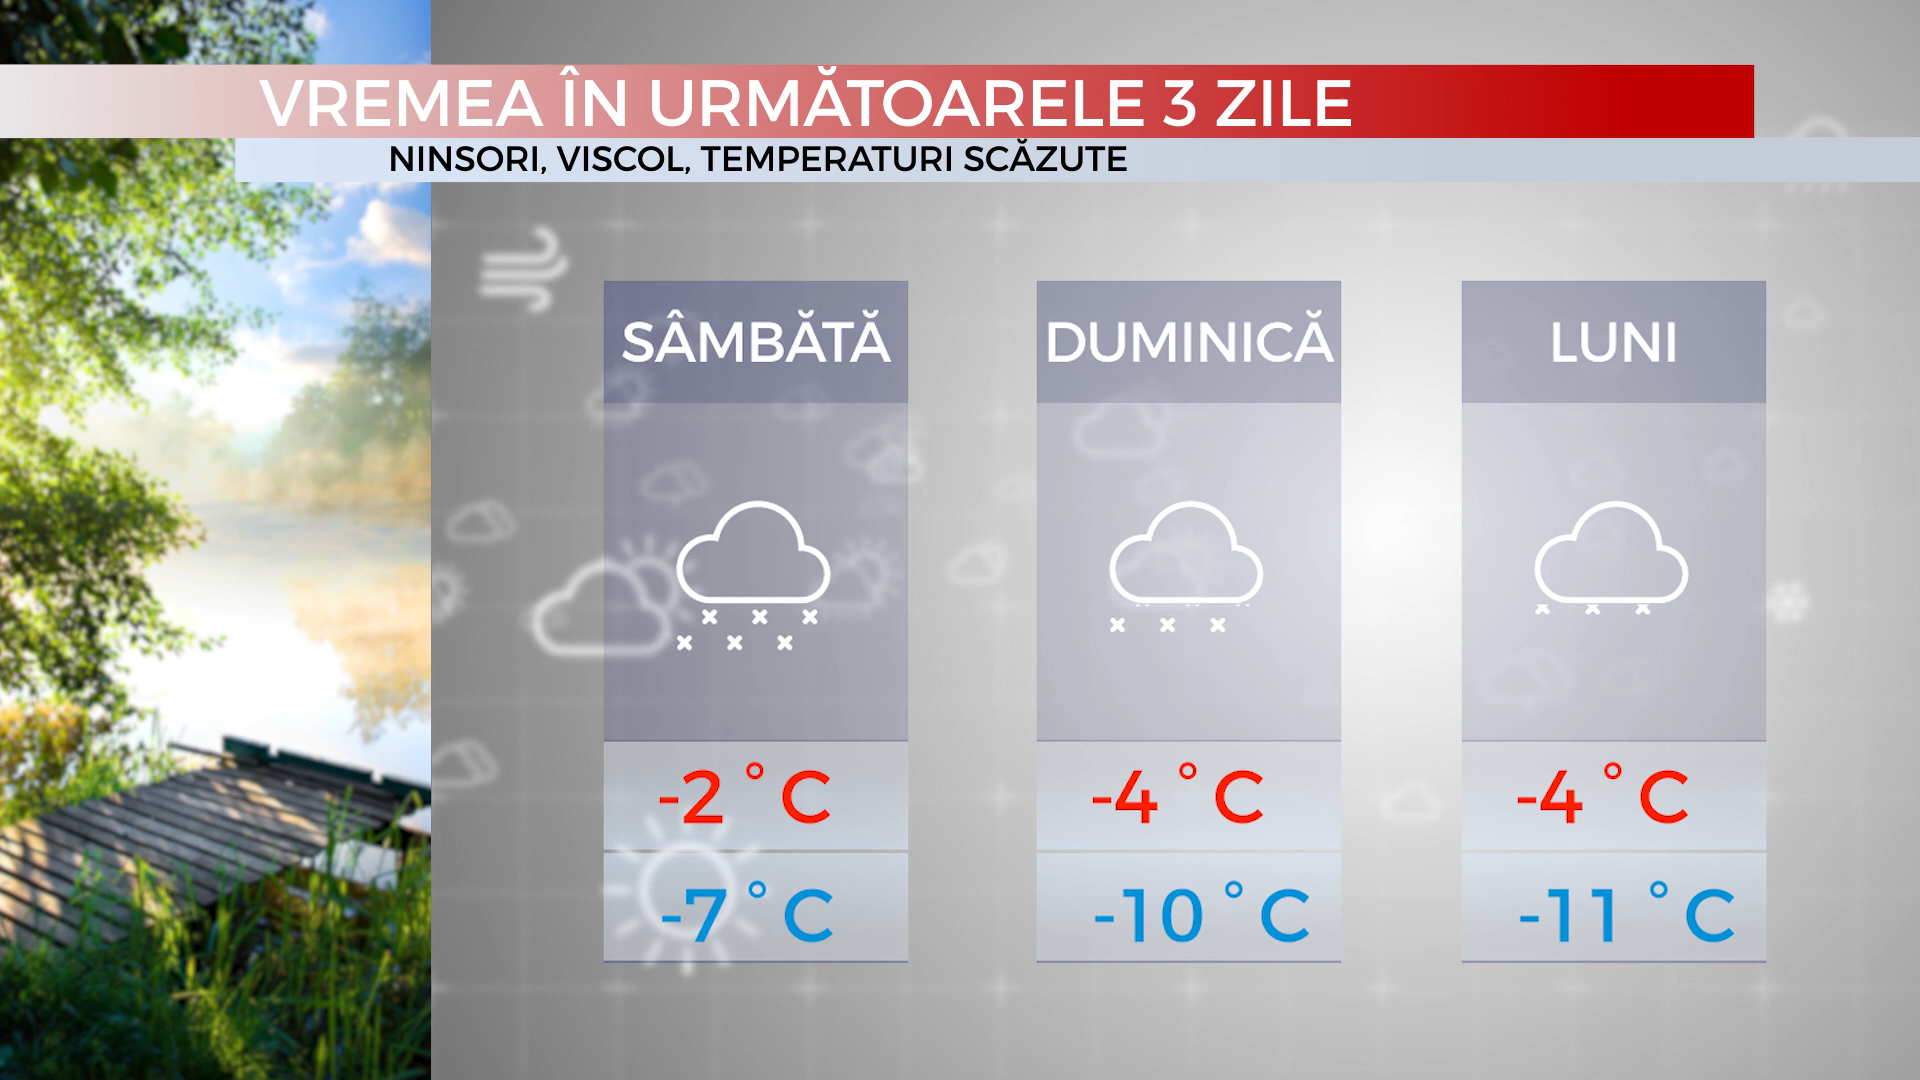 VREMEA ÎN URMĂTOARELE 3 ZILE
NINSORI, VISCOL, TEMPERATURI SCĂZUTE
SÂMBĂTĂ
-2°C
-7°C
DUMINICĂ
-4°C
-10°C
LUNI
-4°C
-11°C